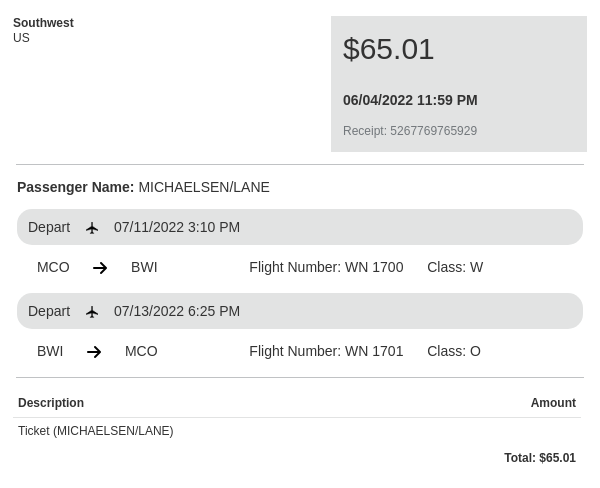 Southwest
US
$65.01
06/04/2022 11:59 PM
Receipt: 5267769765929
Passenger Name: MICHAELSEN/LANE
Depart 07/11/2022 3:10 PM
MCO BWI Flight Number: WN 1700 Class: W
Depart 07/13/2022 6:25 PM
BWI MCO Flight Number: WN 1701 Class: O
Description Amount
Ticket (MICHAELSEN/LANE)
Total: $65.01